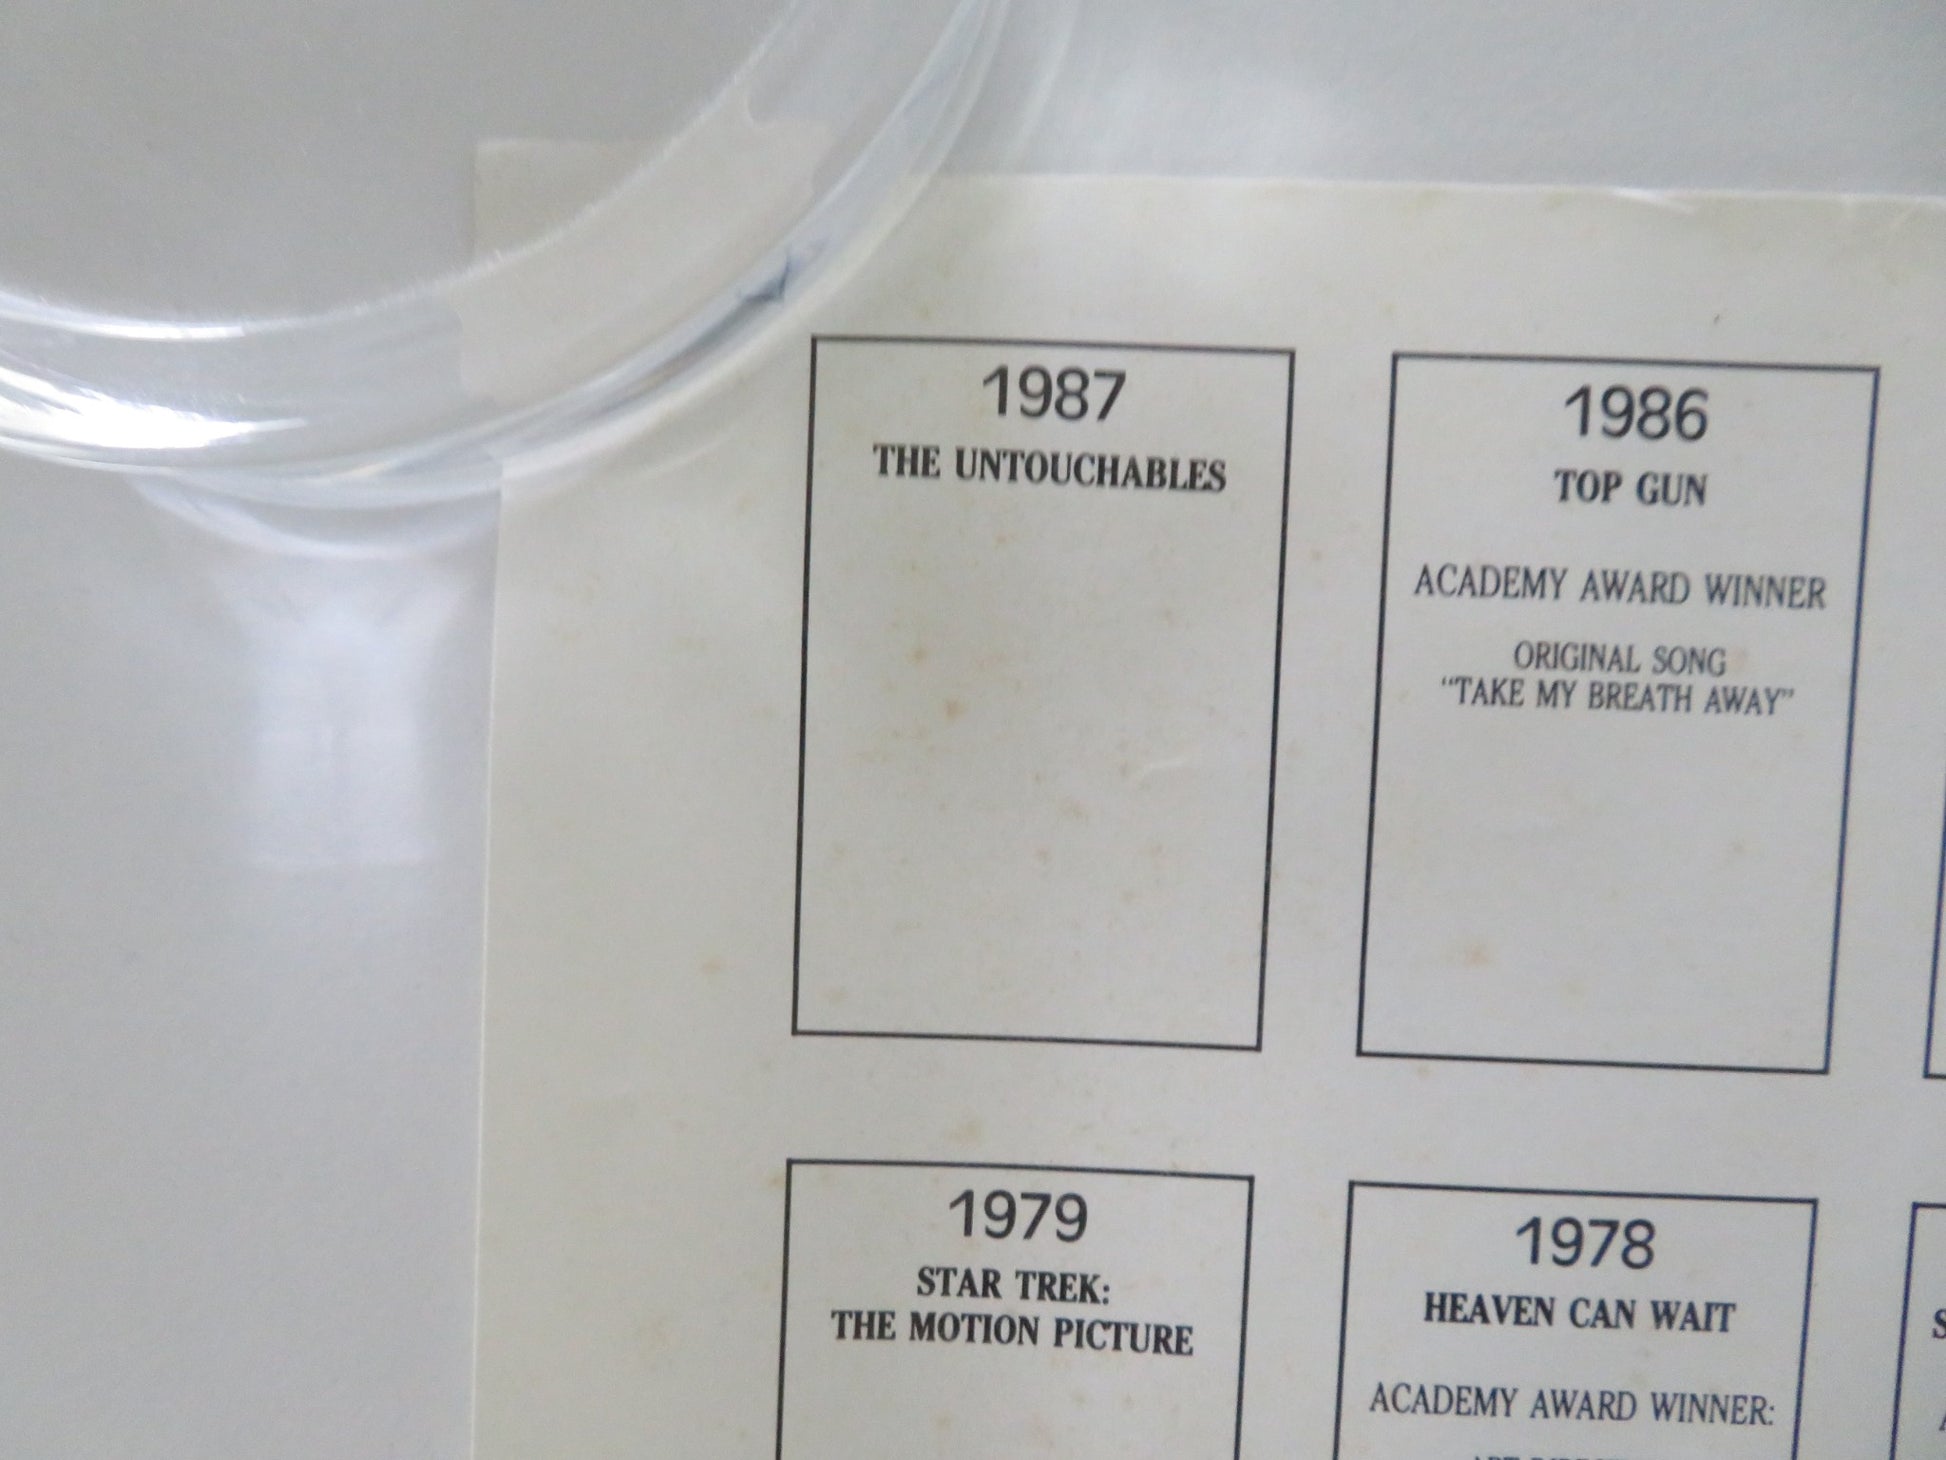 1987
THE UNTOUCHABLES
1986
TOP GUN
ACADEMY AWARD WINNER
ORIGINAL SONG
"TAKE MY BREATH AWAY"
1979
STAR TREK:
THE MOTION PICTURE
1978
HEAVEN CAN WAIT
ACADEMY AWARD WINNER: